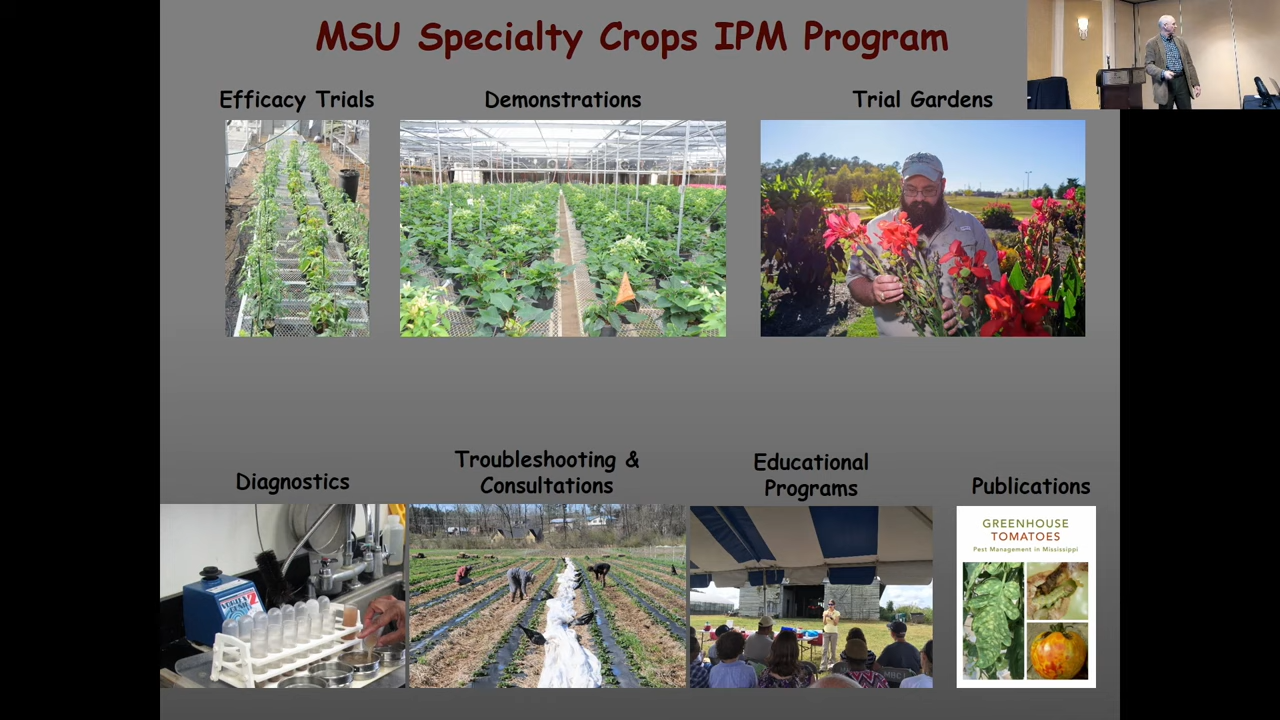 MSU Specialty Crops IPM Program
Efficacy Trials
Demonstrations
Trial Gardens
Diagnostics
Troubleshooting &
Consultations
Educational
Programs
Publications
GREENHOUSE
TOMATOES
Pest Management in Mississippi